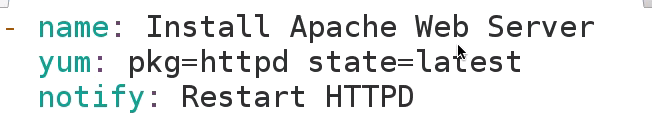 - name: Install Apache Web Server
yum: pkg=httpd state=latest
notify: Restart HTTPD